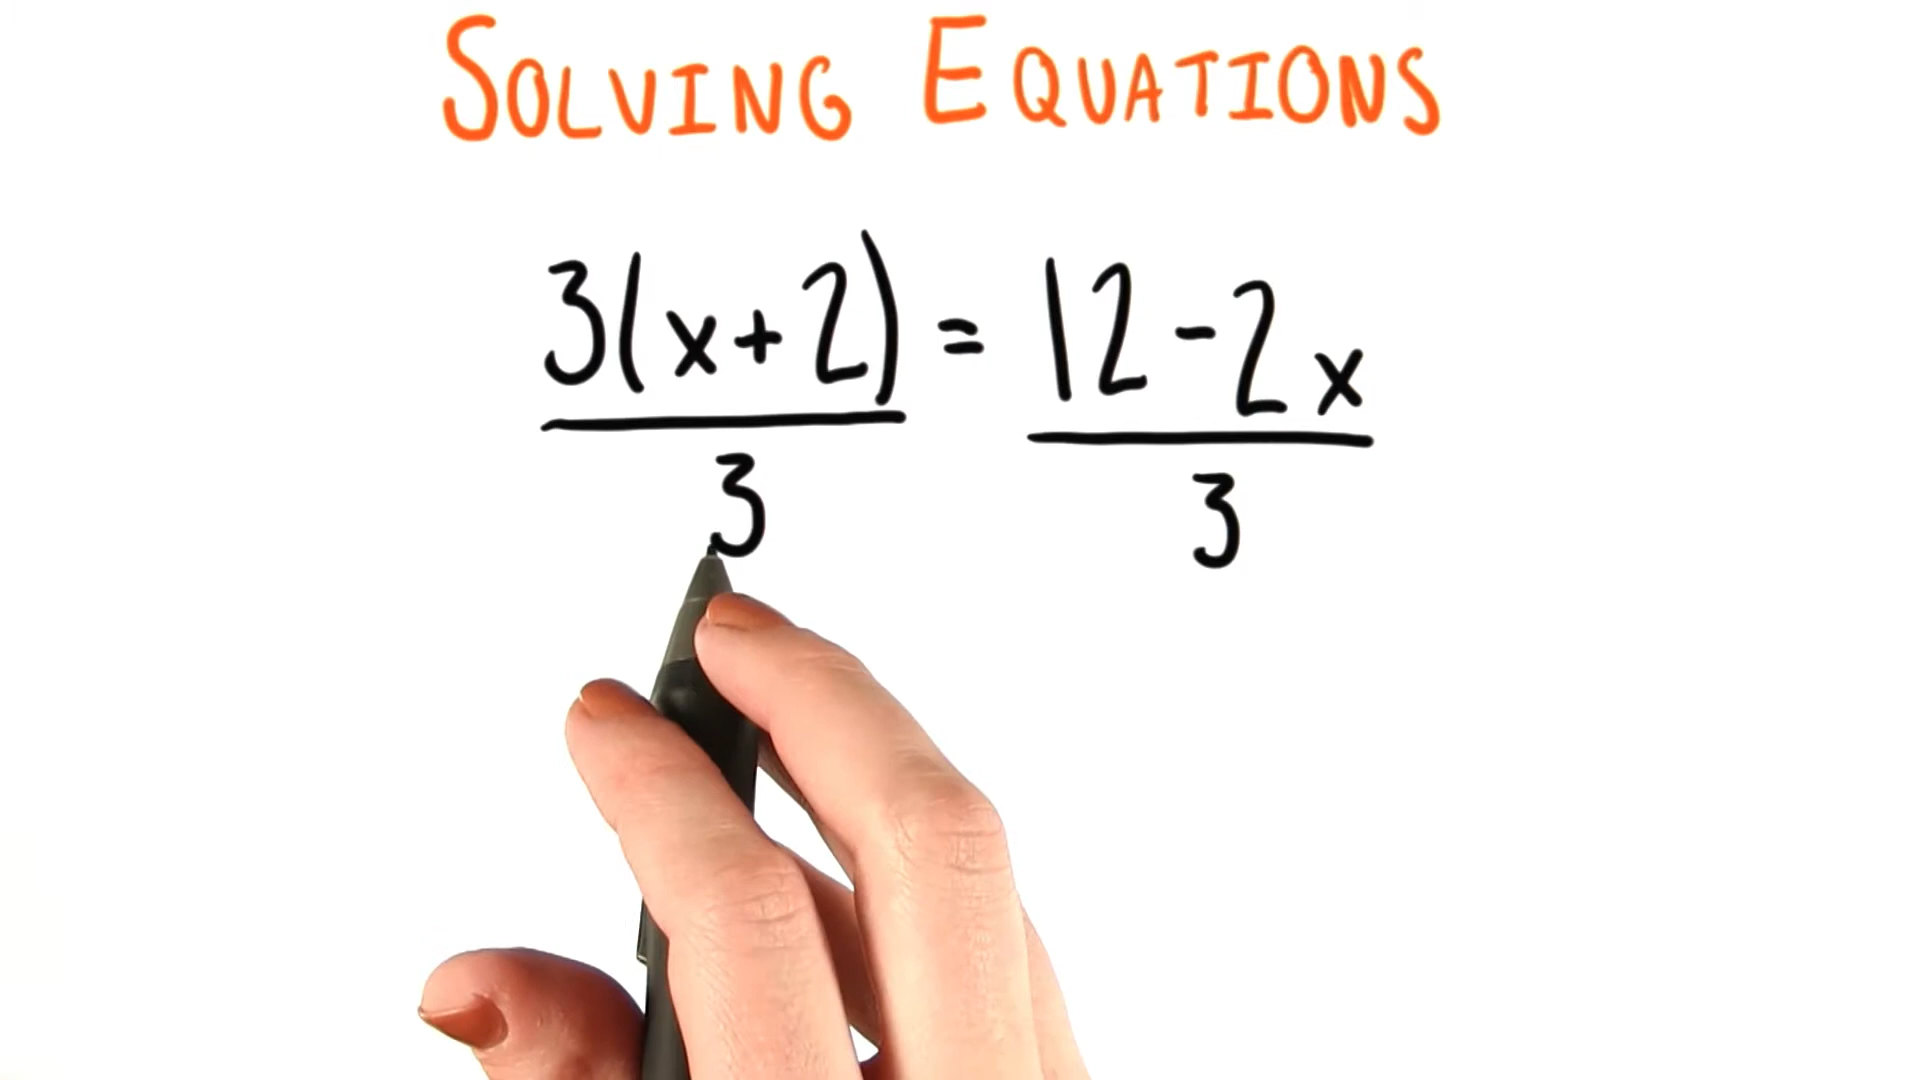 SOLVING EQUATIONS
3(x+2) = 12-2x
3 3